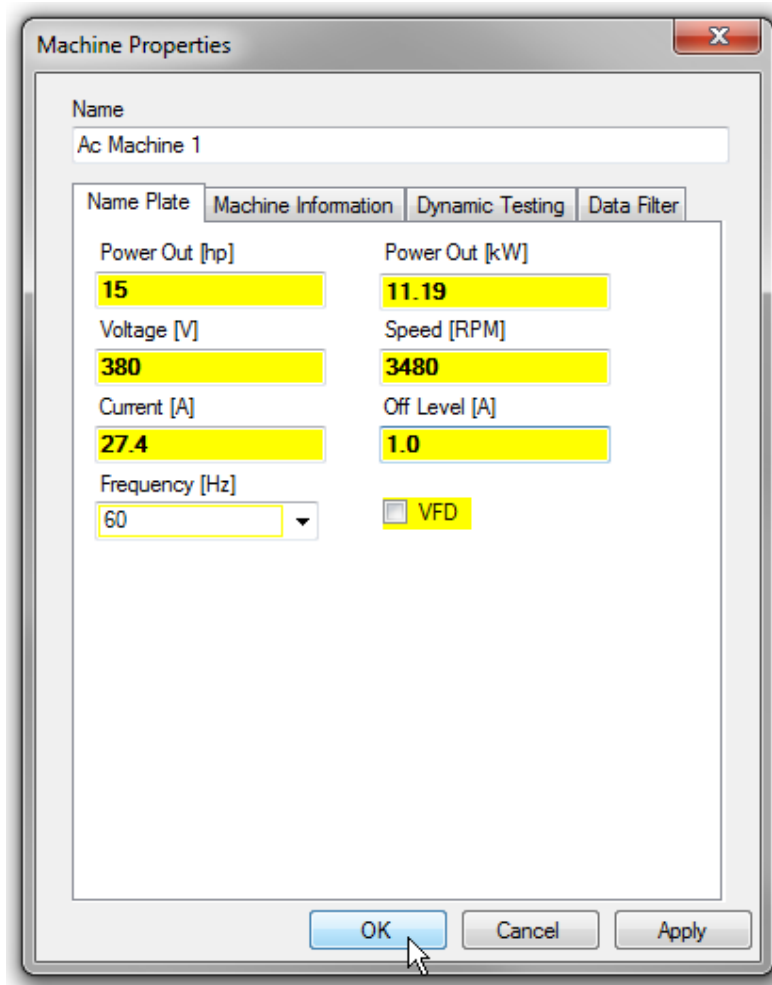 Machine Properties
Name
Ac Machine 1
Name Plate Machine Information Dynamic Testing Data Filter
Power Out [hp] Power Out [kW]
15 11.19
Voltage [V] Speed [RPM]
380 3480
Current [A] Off Level [A]
27.4 1.0
Frequency [Hz]
60 VFD
OK Cancel Apply